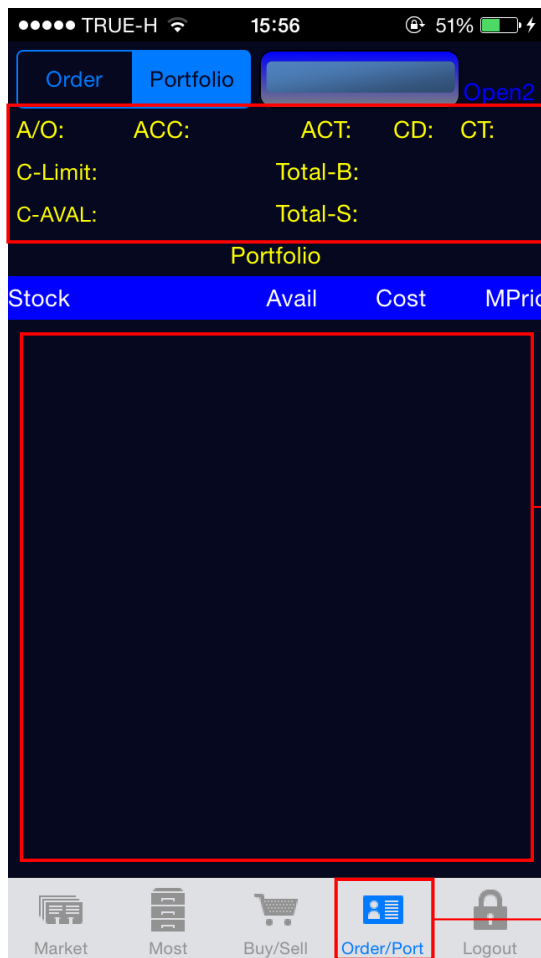 TRUE-H 15:56 51%
Order Portfolio Open2
A/O: ACC: ACT: CD: CT:
C-Limit: Total-B:
C-AVAL: Total-S:
Portfolio
Stock Avail Cost MPric
Market Most Buy/Sell Order/Port Logout